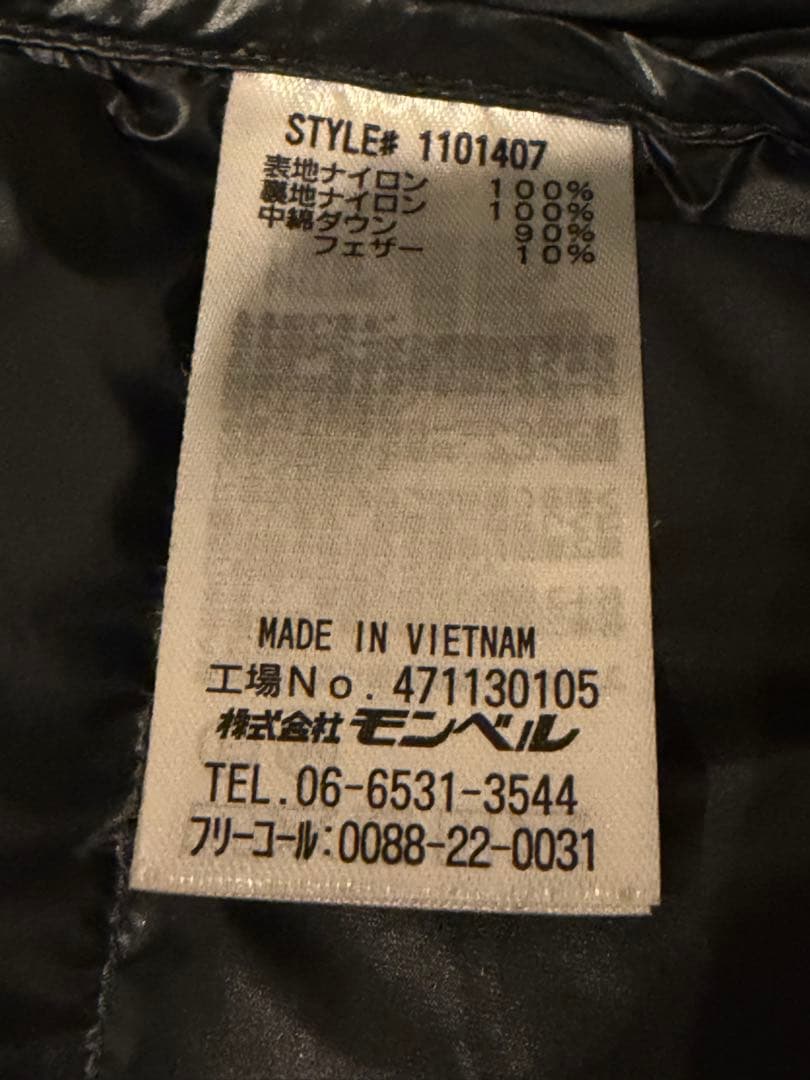 STYLE# 1101407
表地ナイロン 100%
裏地ナイロン 100%
中綿ダウン 90%
フェザー 10%
MADE IN VIETNAM
工場No. 471130105
株式会社モンベル
TEL.06-6531-3544
フリーコール:0088-22-0031